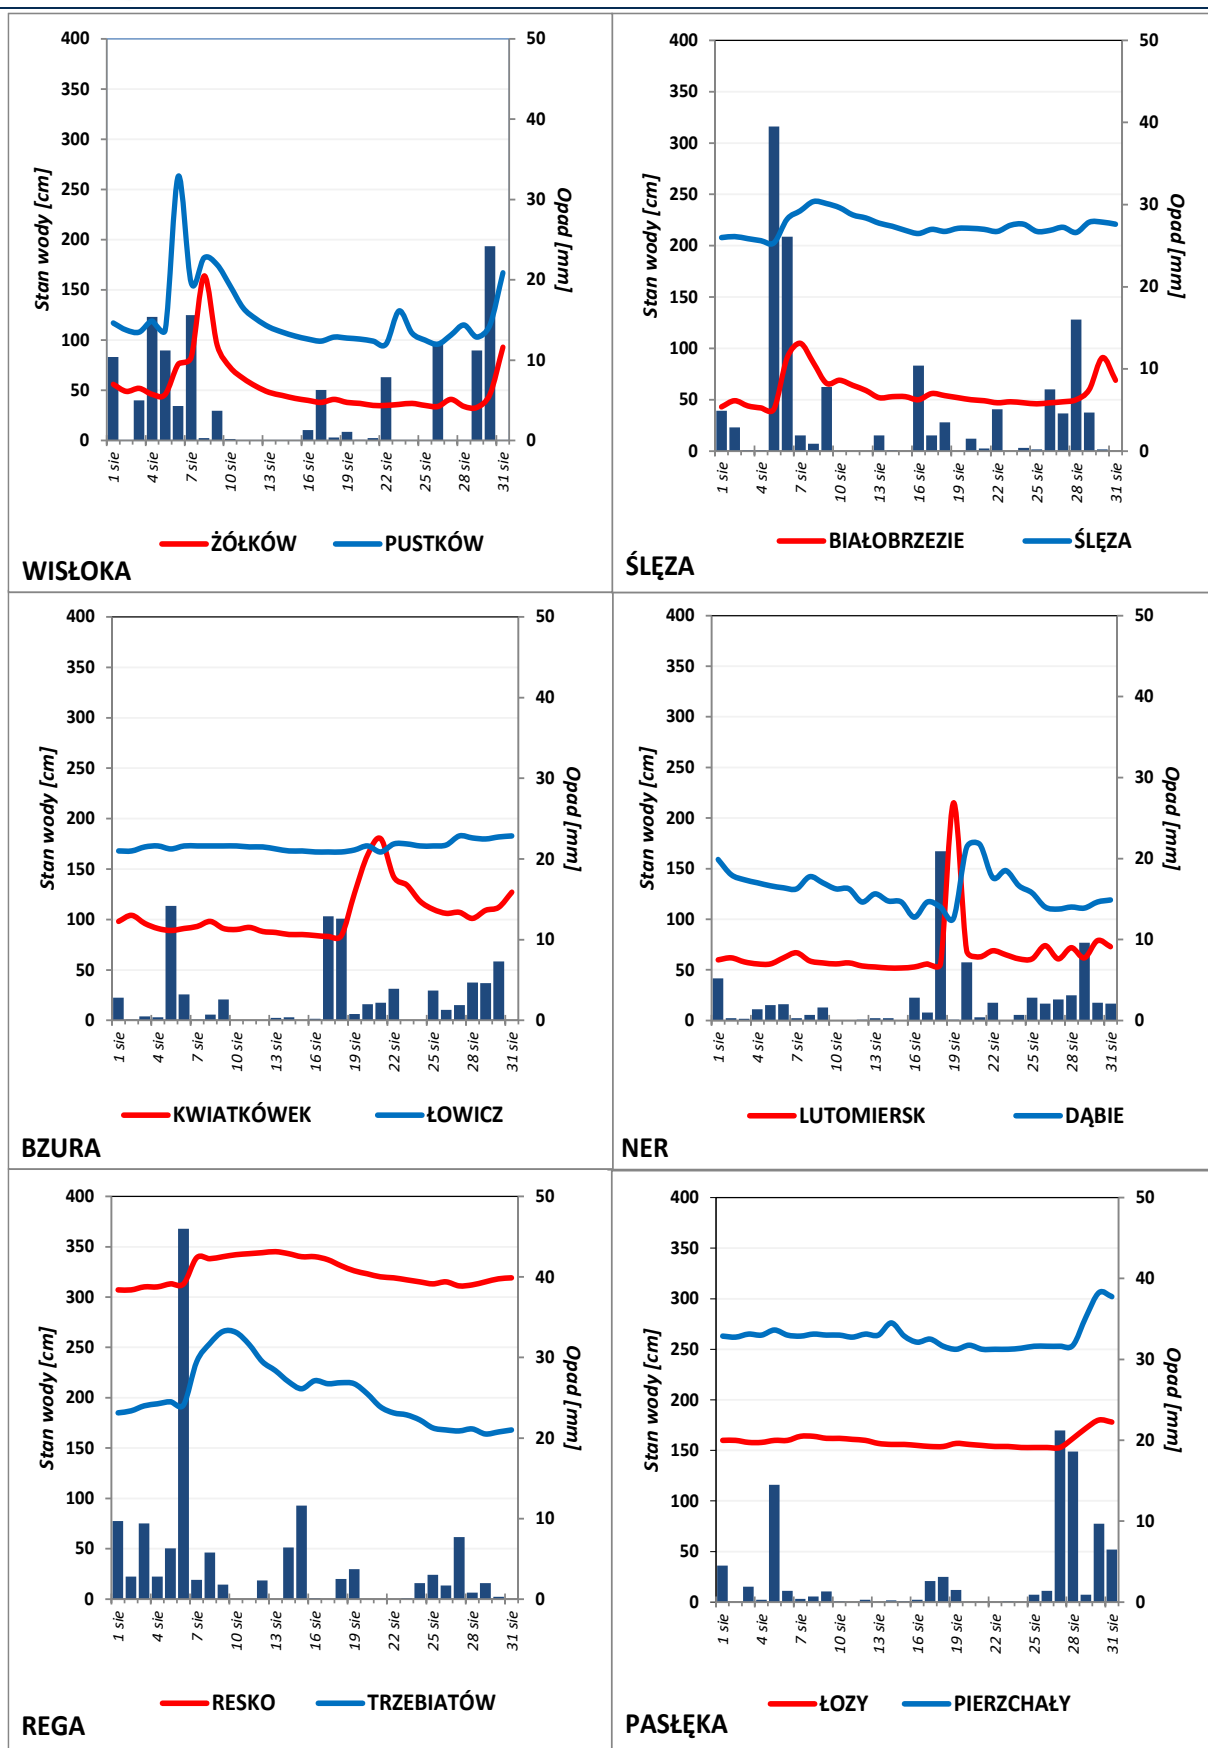 400
350
300
250
200
150
100
50
0
Stan wody [cm]
50
40
30
20
10
0
Opad [mm]
1 sie
4 sie
7 sie
10 sie
13 sie
16 sie
19 sie
22 sie
25 sie
28 sie
31 sie
ŻÓŁKÓW PUSTKÓW
WISŁOKA
400
350
300
250
200
150
100
50
0
Stan wody [cm]
50
40
30
20
10
0
Opad [mm]
1 sie
4 sie
7 sie
10 sie
13 sie
16 sie
19 sie
22 sie
25 sie
28 sie
31 sie
BIAŁOBRZEZIE ŚLĘZA
ŚLĘZA
400
350
300
250
200
150
100
50
0
Stan wody [cm]
50
40
30
20
10
0
Opad [mm]
1 sie
4 sie
7 sie
10 sie
13 sie
16 sie
19 sie
22 sie
25 sie
28 sie
31 sie
KWIATKÓWEK ŁOWICZ
BZURA
400
350
300
250
200
150
100
50
0
Stan wody [cm]
50
40
30
20
10
0
Opad [mm]
1 sie
4 sie
7 sie
10 sie
13 sie
16 sie
19 sie
22 sie
25 sie
28 sie
31 sie
LUTOMIERSK DĄBIE
NER
400
350
300
250
200
150
100
50
0
Stan wody [cm]
50
40
30
20
10
0
Opad [mm]
1 sie
4 sie
7 sie
10 sie
13 sie
16 sie
19 sie
22 sie
25 sie
28 sie
31 sie
RESKO TRZEBIATÓW
REGA
400
350
300
250
200
150
100
50
0
Stan wody [cm]
50
40
30
20
10
0
Opad [mm]
1 sie
4 sie
7 sie
10 sie
13 sie
16 sie
19 sie
22 sie
25 sie
28 sie
31 sie
ŁOZY PIERZCHAŁY
PASŁĘKA